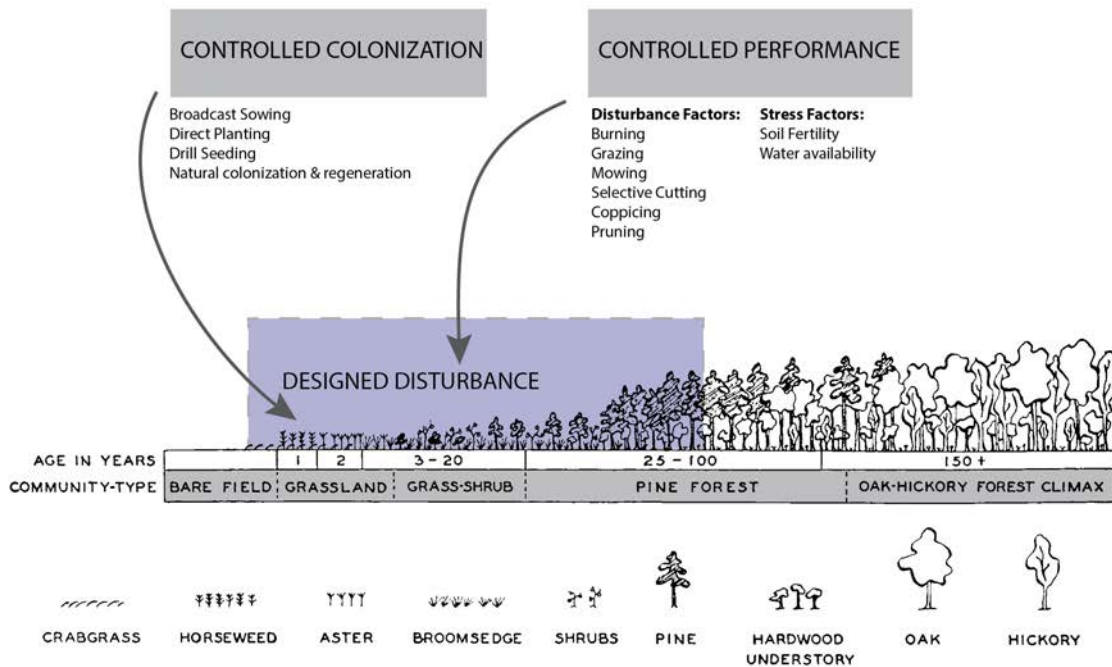 CONTROLLED COLONIZATION
Broadcast Sowing
Direct Planting
Drill Seeding
Natural colonization & regeneration
CONTROLLED PERFORMANCE
Disturbance Factors:
Burning
Grazing
Mowing
Selective Cutting
Coppicing
Pruning
Stress Factors:
Soil Fertility
Water availability
DESIGNED DISTURBANCE
AGE IN YEARS 1 2 3-20 25-100 150+
COMMUNITY-TYPE BARE FIELD GRASSLAND GRASS-SHRUB PINE FOREST OAK-HICKORY FOREST CLIMAX
CRABGRASS HORSEWEED ASTER BROOMSEDGE SHRUBS PINE HARDWOOD OAK HICKORY
UNDERSTORY